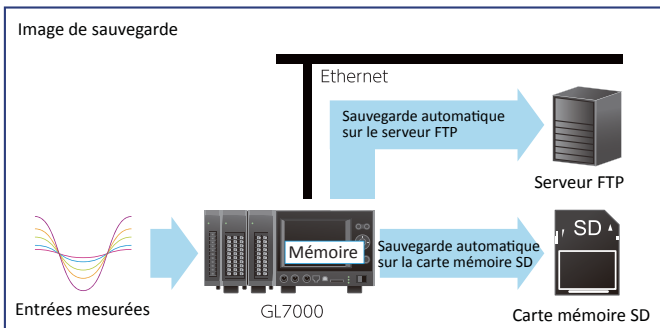 Image de sauvegarde
Ethernet
Sauvegarde automatique
sur le serveur FTP
Serveur FTP
Mémoire
Sauvegarde automatique
sur la carte mémoire SD
SD
Entrées mesurées
GL7000
Carte mémoire SD